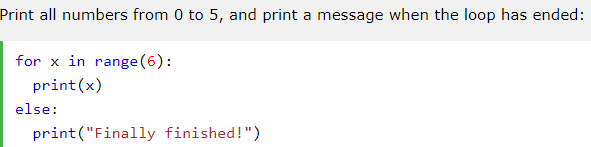 Print all numbers from 0 to 5, and print a message when the loop has ended:
for x in range(6):
  print(x)
else:
  print("Finally finished!")